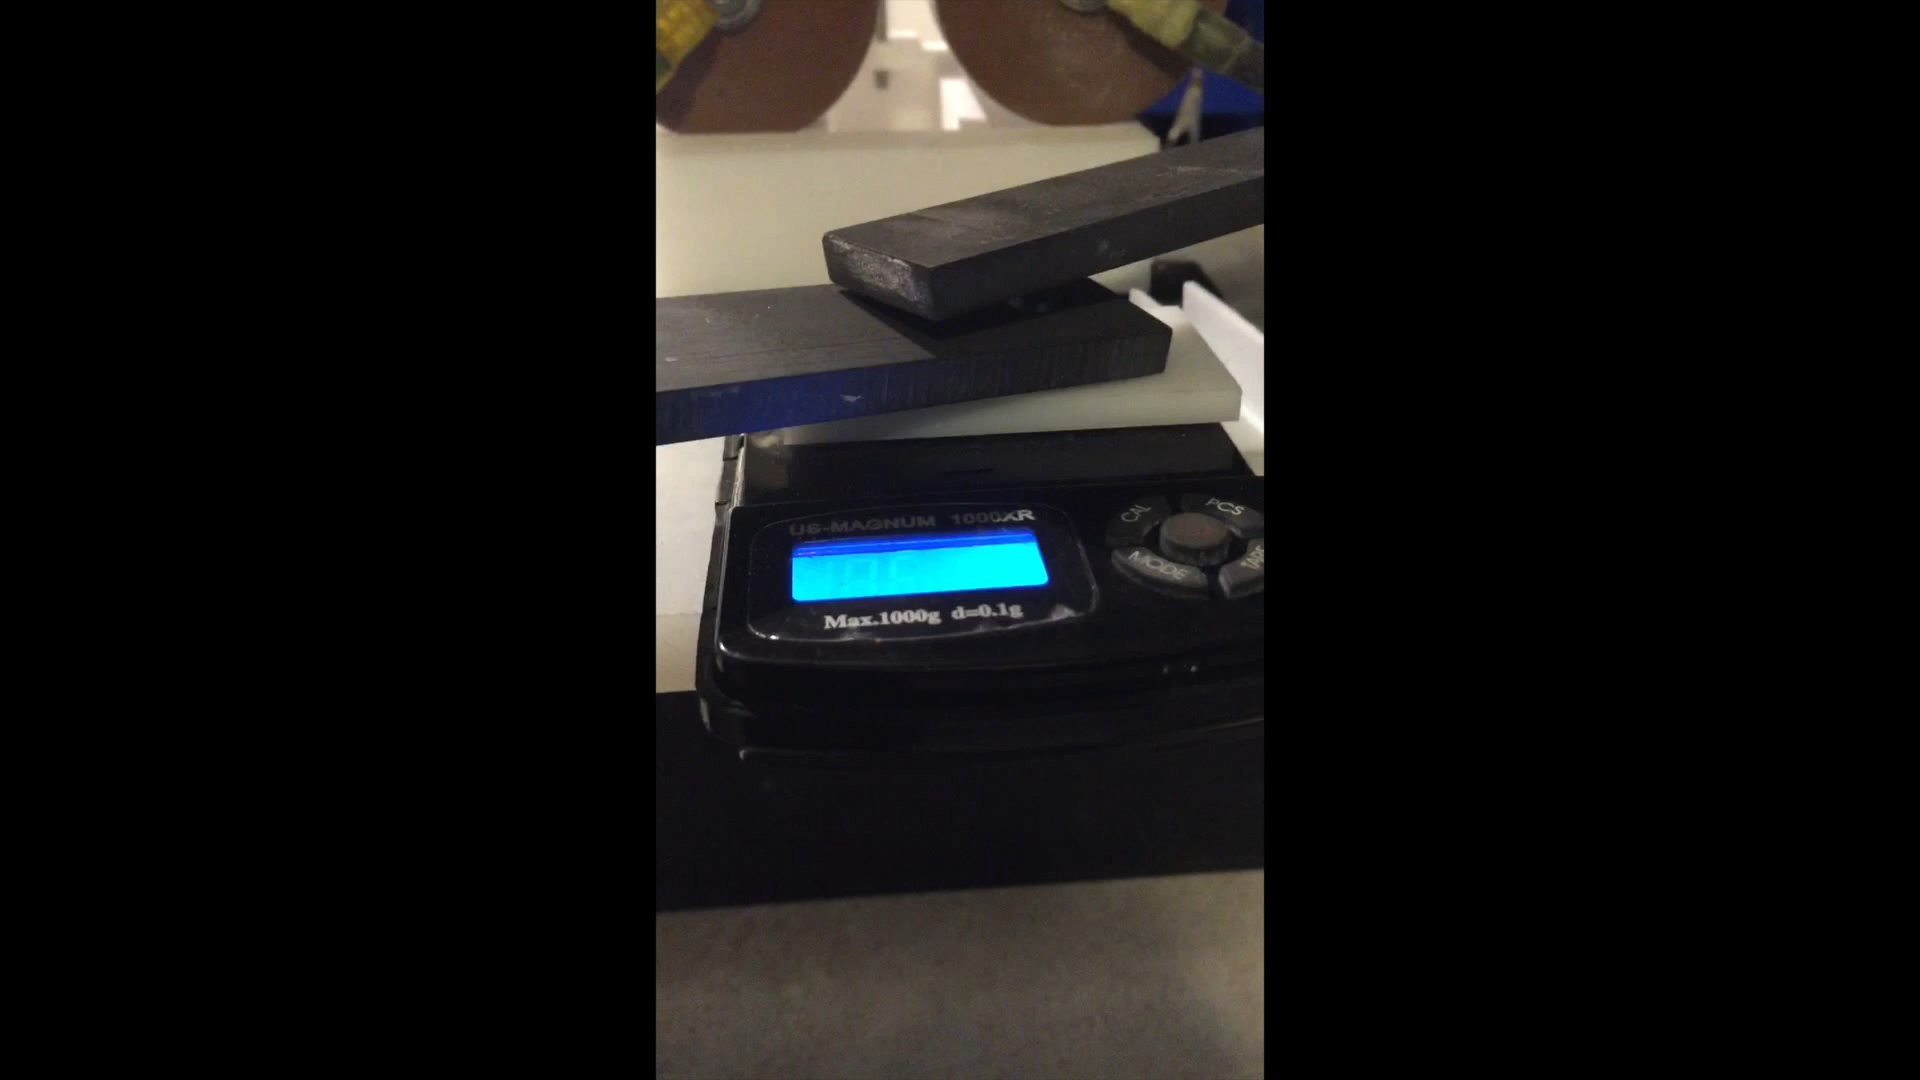 US-MAGNUM 1000XR
CAL
PCS
MODE
TARE
Max.1000g d=0.1g